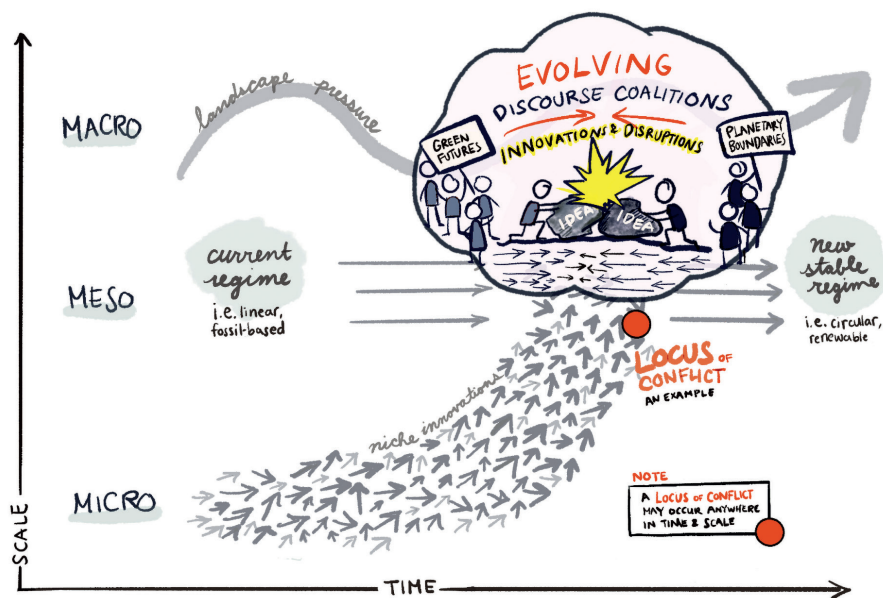 SCALE
MACRO
MESO
MICRO
landscape pressure
EVOLVING
DISCOURSE COALITIONS
INNOVATIONS & DISRUPTIONS
GREEN
FUTURES
PLANETARY
BOUNDARIES
IDEA
IDEA
current
regime
i.e. linear,
fossil-based
new
stable
regime
i.e. circular,
renewable
LOCUS OF
CONFLICT
AN EXAMPLE
niche innovations
NOTE
A LOCUS OF CONFLICT
MAY OCCUR ANYWHERE
IN TIME & SCALE
TIME